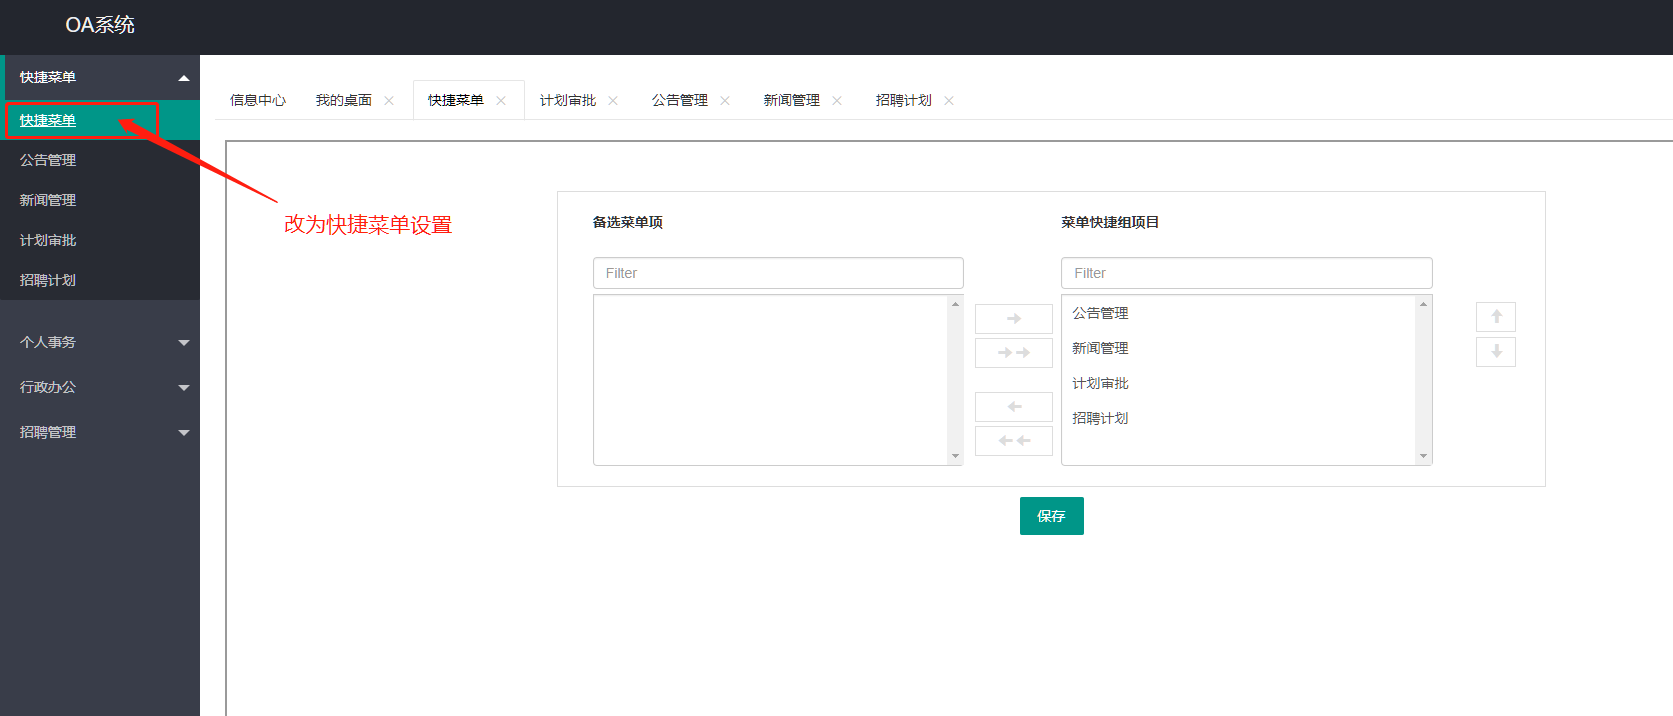 OA系统
快捷菜单
快捷菜单
公告管理
新闻管理
计划审批
招聘计划
个人事务
行政办公
招聘管理
信息中心 我的桌面 快捷菜单 计划审批 公告管理 新闻管理 招聘计划
改为快捷菜单设置
备选菜单项
Filter
菜单快捷组项目
Filter
公告管理
新闻管理
计划审批
招聘计划
保存